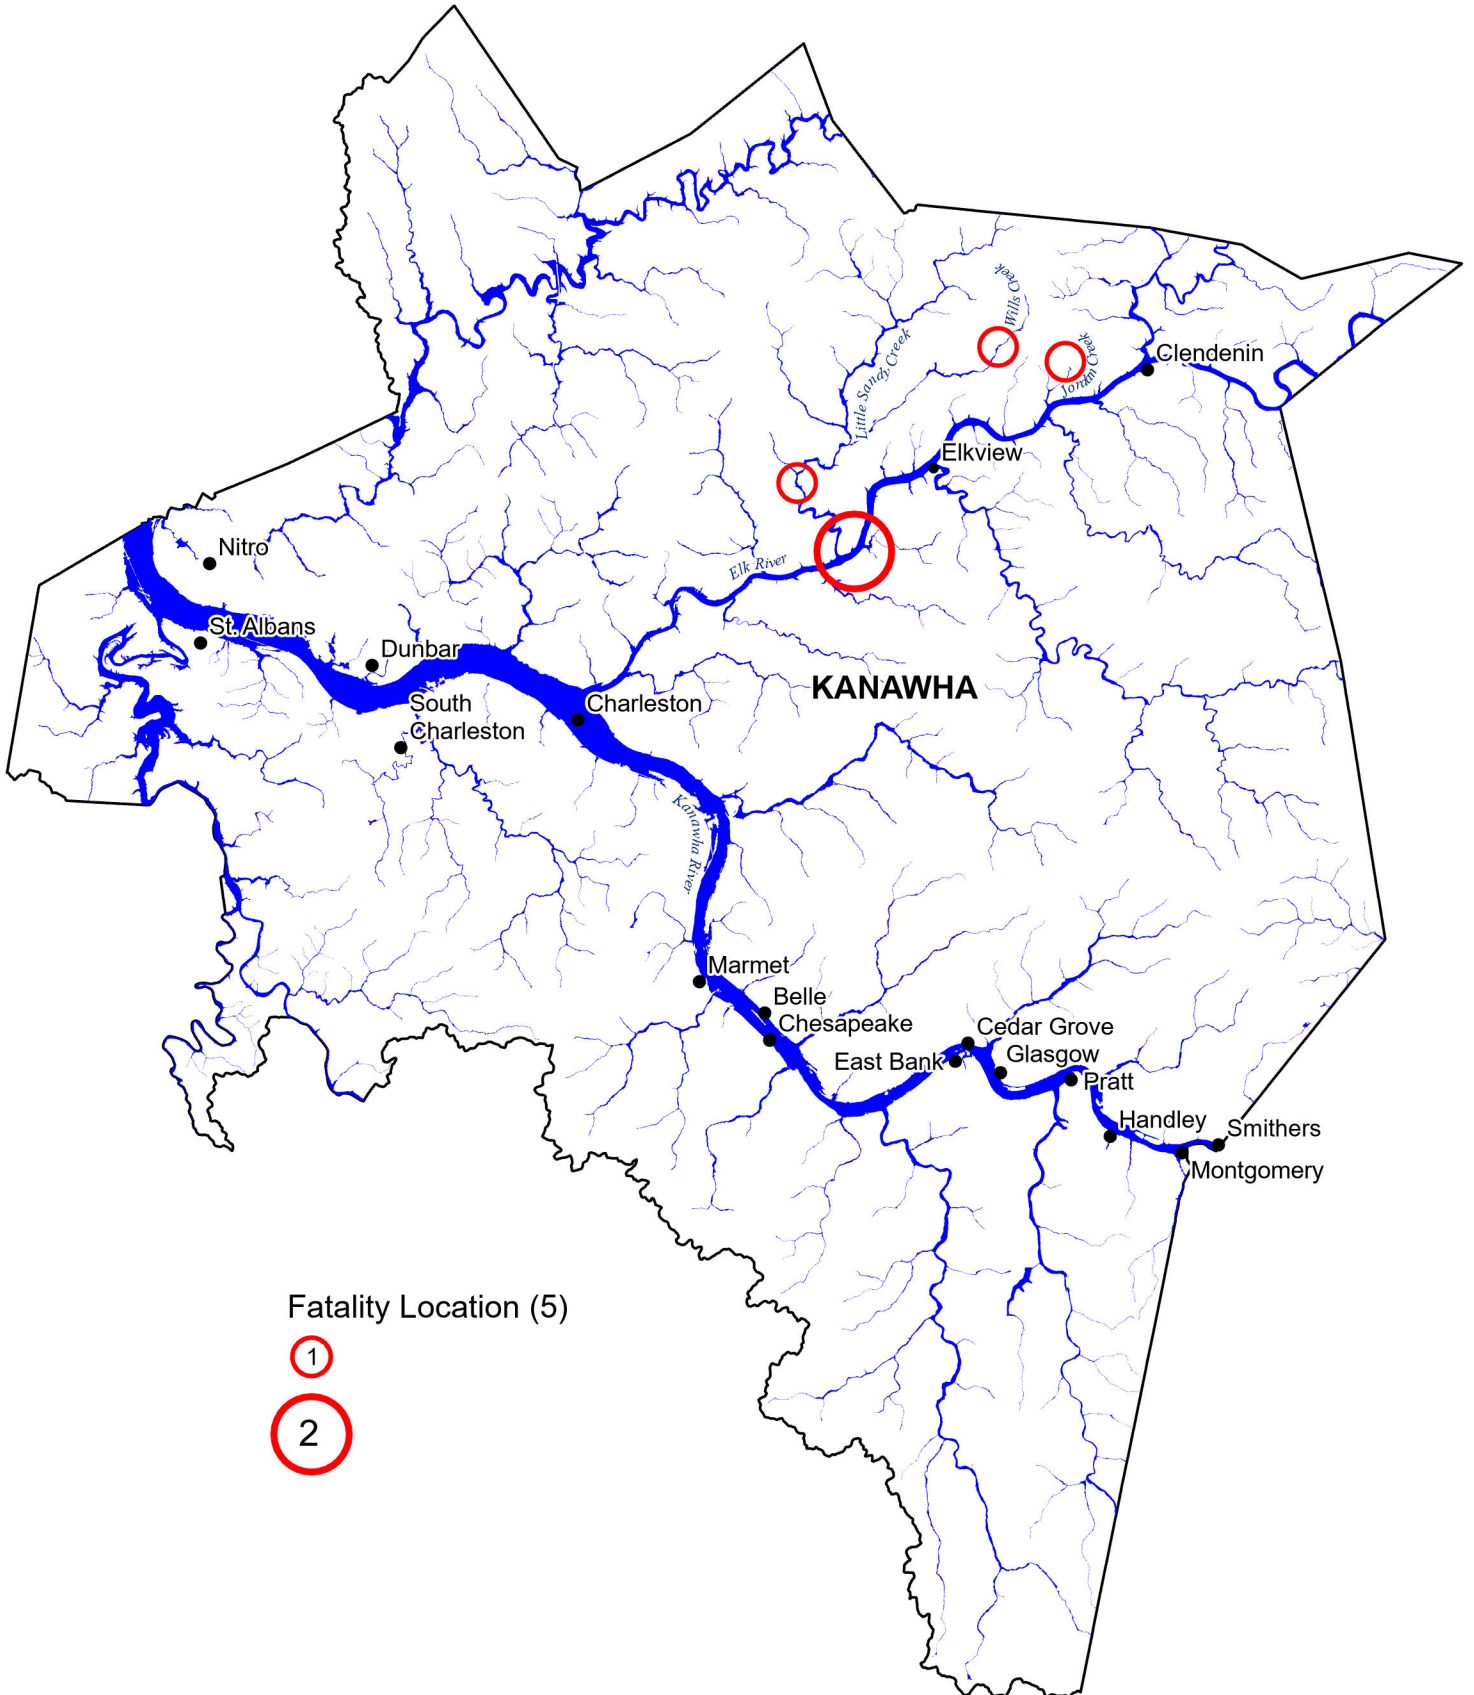 Wills Creek
Little Sandy Creek
Jordan Creek
Clendenin
Elkview
Nitro
Elk River
St. Albans
Dunbar
KANAWHA
South
Charleston
Charleston
Kanawha River
Marmet
Belle
Chesapeake
Cedar Grove
East Bank
Glasgow
Pratt
Handley
Smithers
Montgomery
Fatality Location (5)
1
2